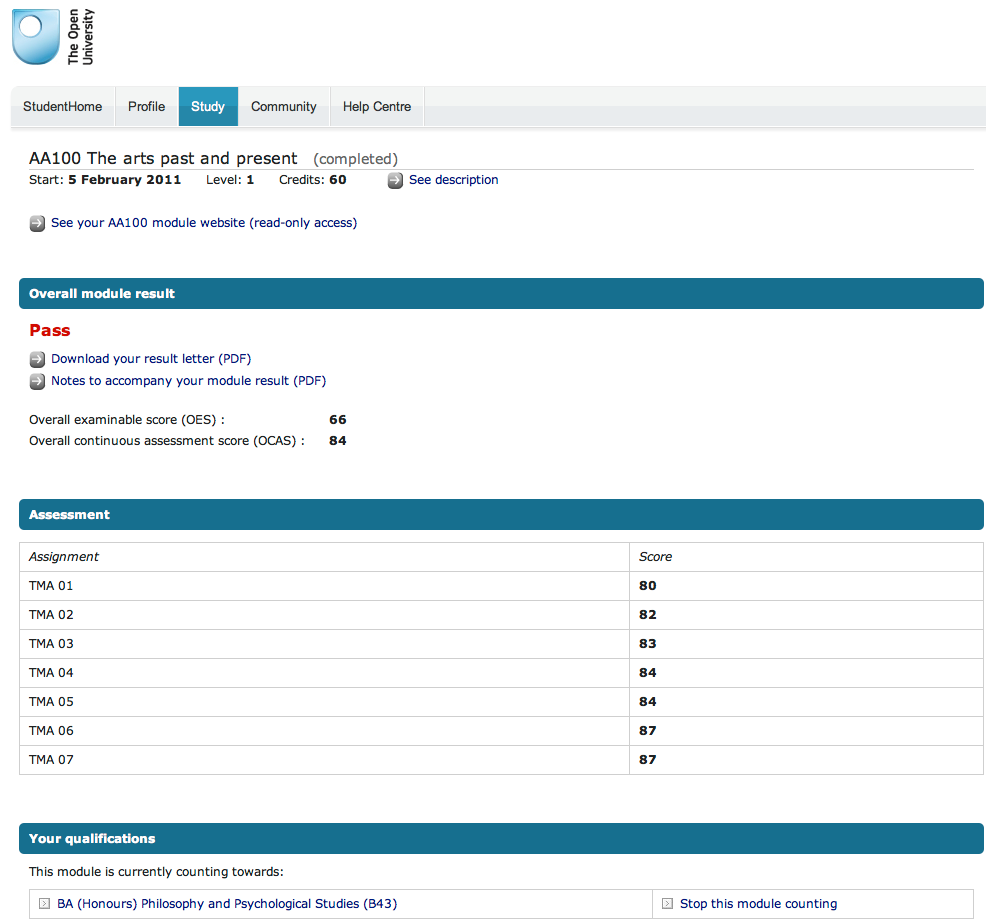 The Open
University
StudentHome Profile Study Community Help Centre
AA100 The arts past and present (completed)
Start: 5 February 2011 Level: 1 Credits: 60 See description
See your AA100 module website (read-only access)
Overall module result
Pass
Download your result letter (PDF)
Notes to accompany your module result (PDF)
Overall examinable score (OES) : 66
Overall continuous assessment score (OCAS) : 84
Assessment
Assignment Score
TMA 01 80
TMA 02 82
TMA 03 83
TMA 04 84
TMA 05 84
TMA 06 87
TMA 07 87
Your qualifications
This module is currently counting towards:
BA (Honours) Philosophy and Psychological Studies (B43) Stop this module counting